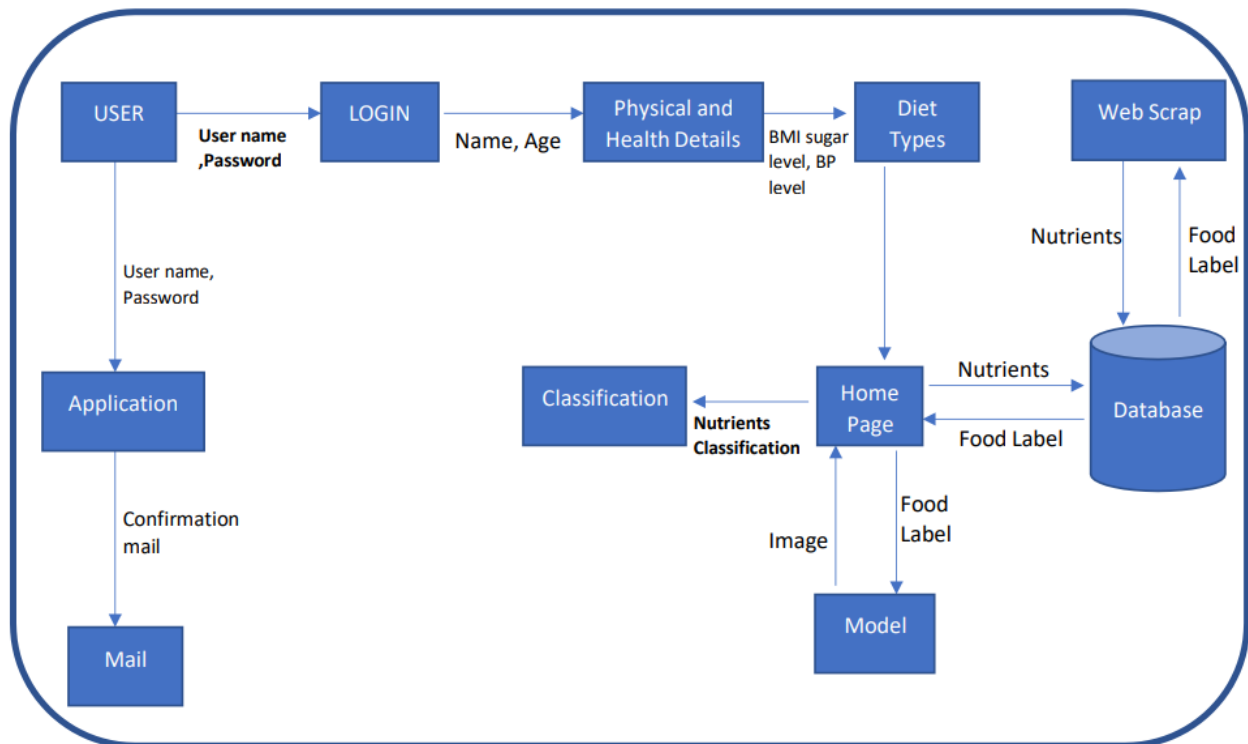 USER
User name
,Password
LOGIN
Name, Age
Physical and
Health Details
BMI sugar
level, BP
level
Diet
Types
Web Scrap
Nutrients
Food
Label
User name,
Password
Application
Classification
Nutrients
Classification
Home
Page
Nutrients
Food Label
Database
Confirmation
mail
Image
Food
Label
Mail
Model